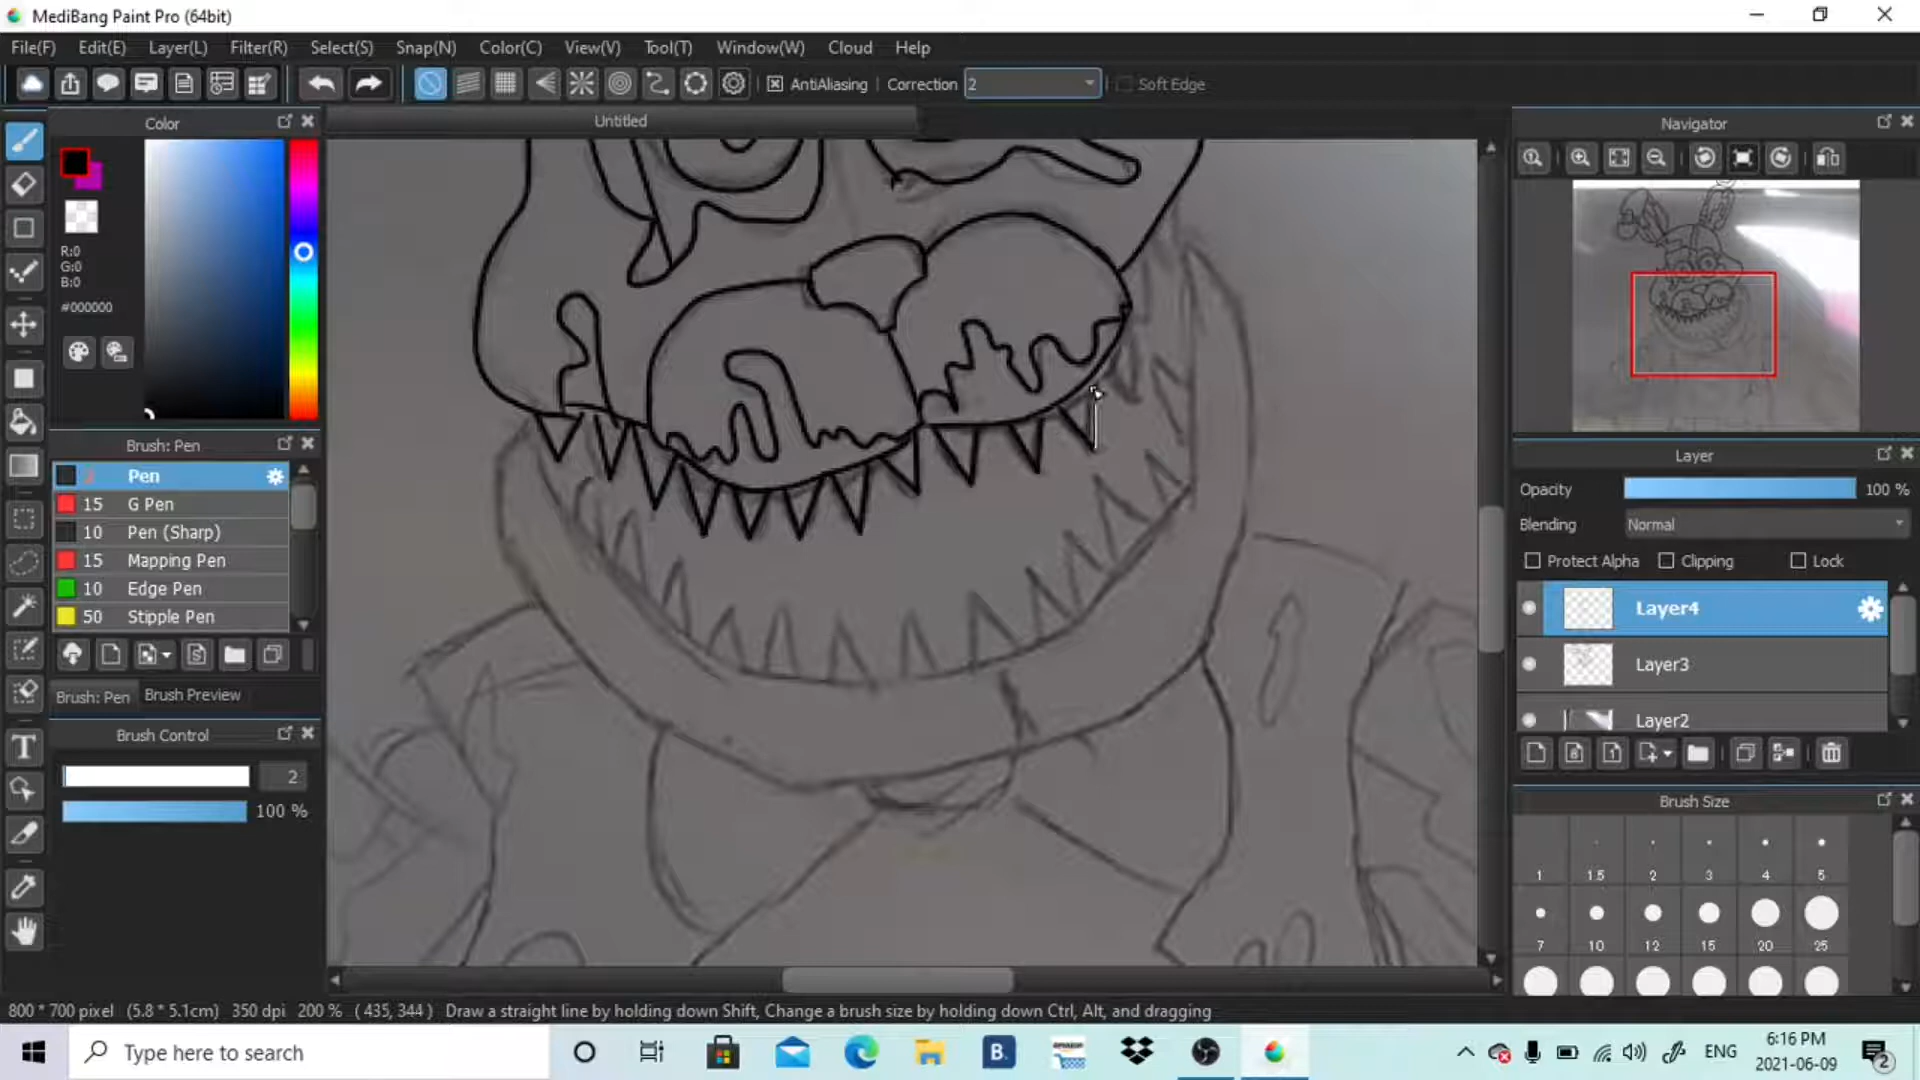 MediBang Paint Pro (64bit)
File(F) Edit(E) Layer(L) Filter(R) Select(S) Snap(N) Color(C) View(V) Tool(T) Window(W) Cloud Help
AntiAliasing Correction 2 Soft Edge
Color
Untitled
Navigator
R:0
G:0
B:0
#000000
Brush: Pen
Pen
15 G Pen
10 Pen (Sharp)
15 Mapping Pen
10 Edge Pen
50 Stipple Pen
Brush: Pen Brush Preview
Brush Control
2
100 %
Layer
Opacity 100 %
Blending Normal
Protect Alpha Clipping Lock
Layer4
Layer3
Layer2
Brush Size
1 1.5 2 3 4 5
7 10 12 15 20 25
800 * 700 pixel (5.8 * 5.1cm) 350 dpi 200 % ( 435, 344 ) Draw a straight line by holding down Shift, Change a brush size by holding down Ctrl, Alt, and dragging
Type here to search
B.
ENG
6:16 PM
2021-06-09
2